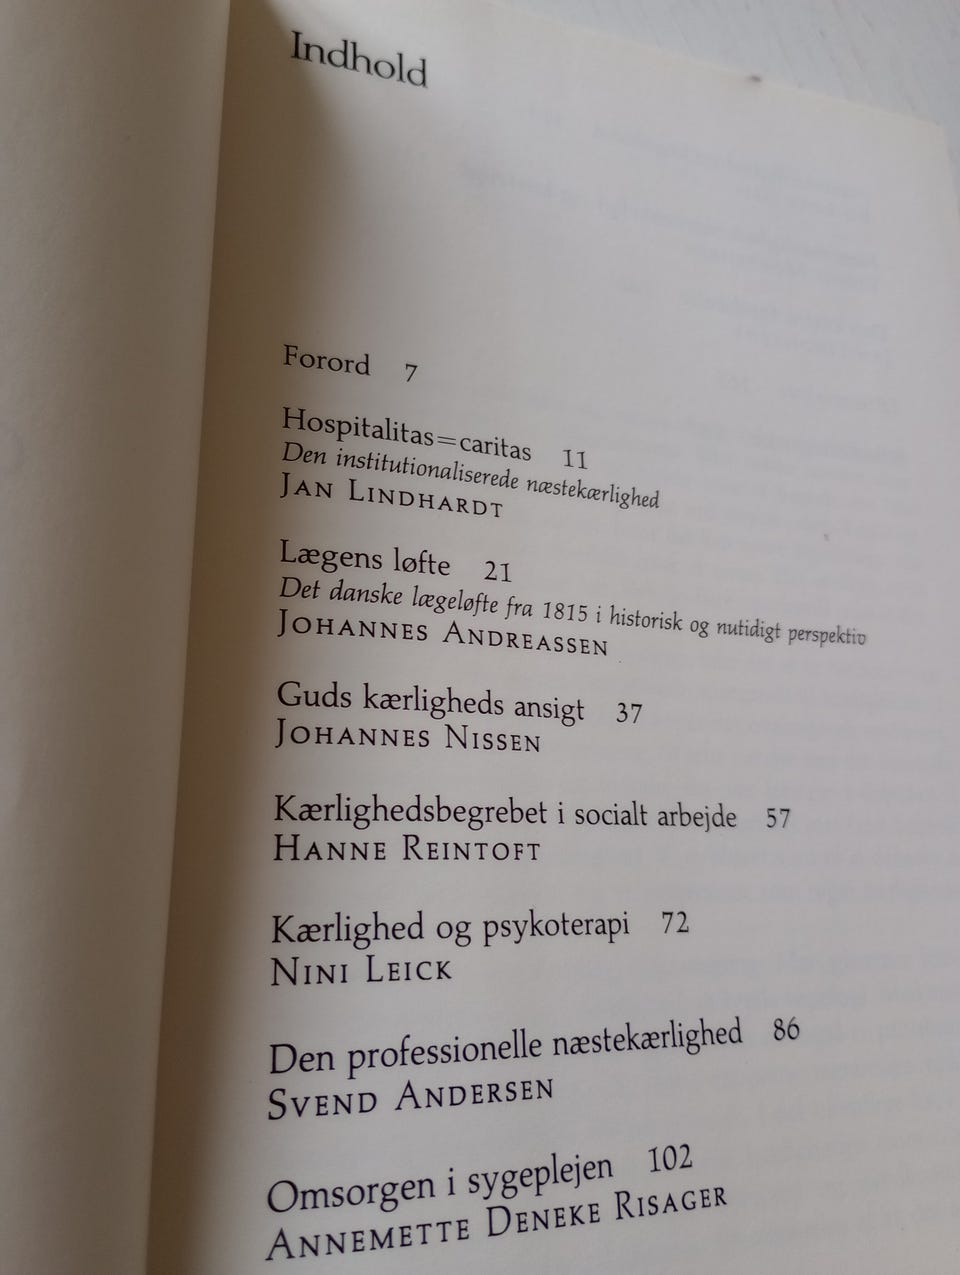 Indhold
Forord 7
Hospitalitas=caritas 11
Den institutionaliserede næstekærlighed
JAN LINDHARDT
Lægens løfte 21
Det danske lægeløfte fra 1815 i historisk og nutidigt perspektiv
JOHANNES ANDREASSEN
Guds kærligheds ansigt 37
JOHANNES NISSEN
Kærlighedsbegrebet i socialt arbejde 57
HANNE REINTOFT
Kærlighed og psykoterapi 72
NINI LEICK
Den professionelle næstekærlighed 86
SVEND ANDERSEN
Omsorgen i sygeplejen 102
ANNEMETTE DENEKE RISAGER